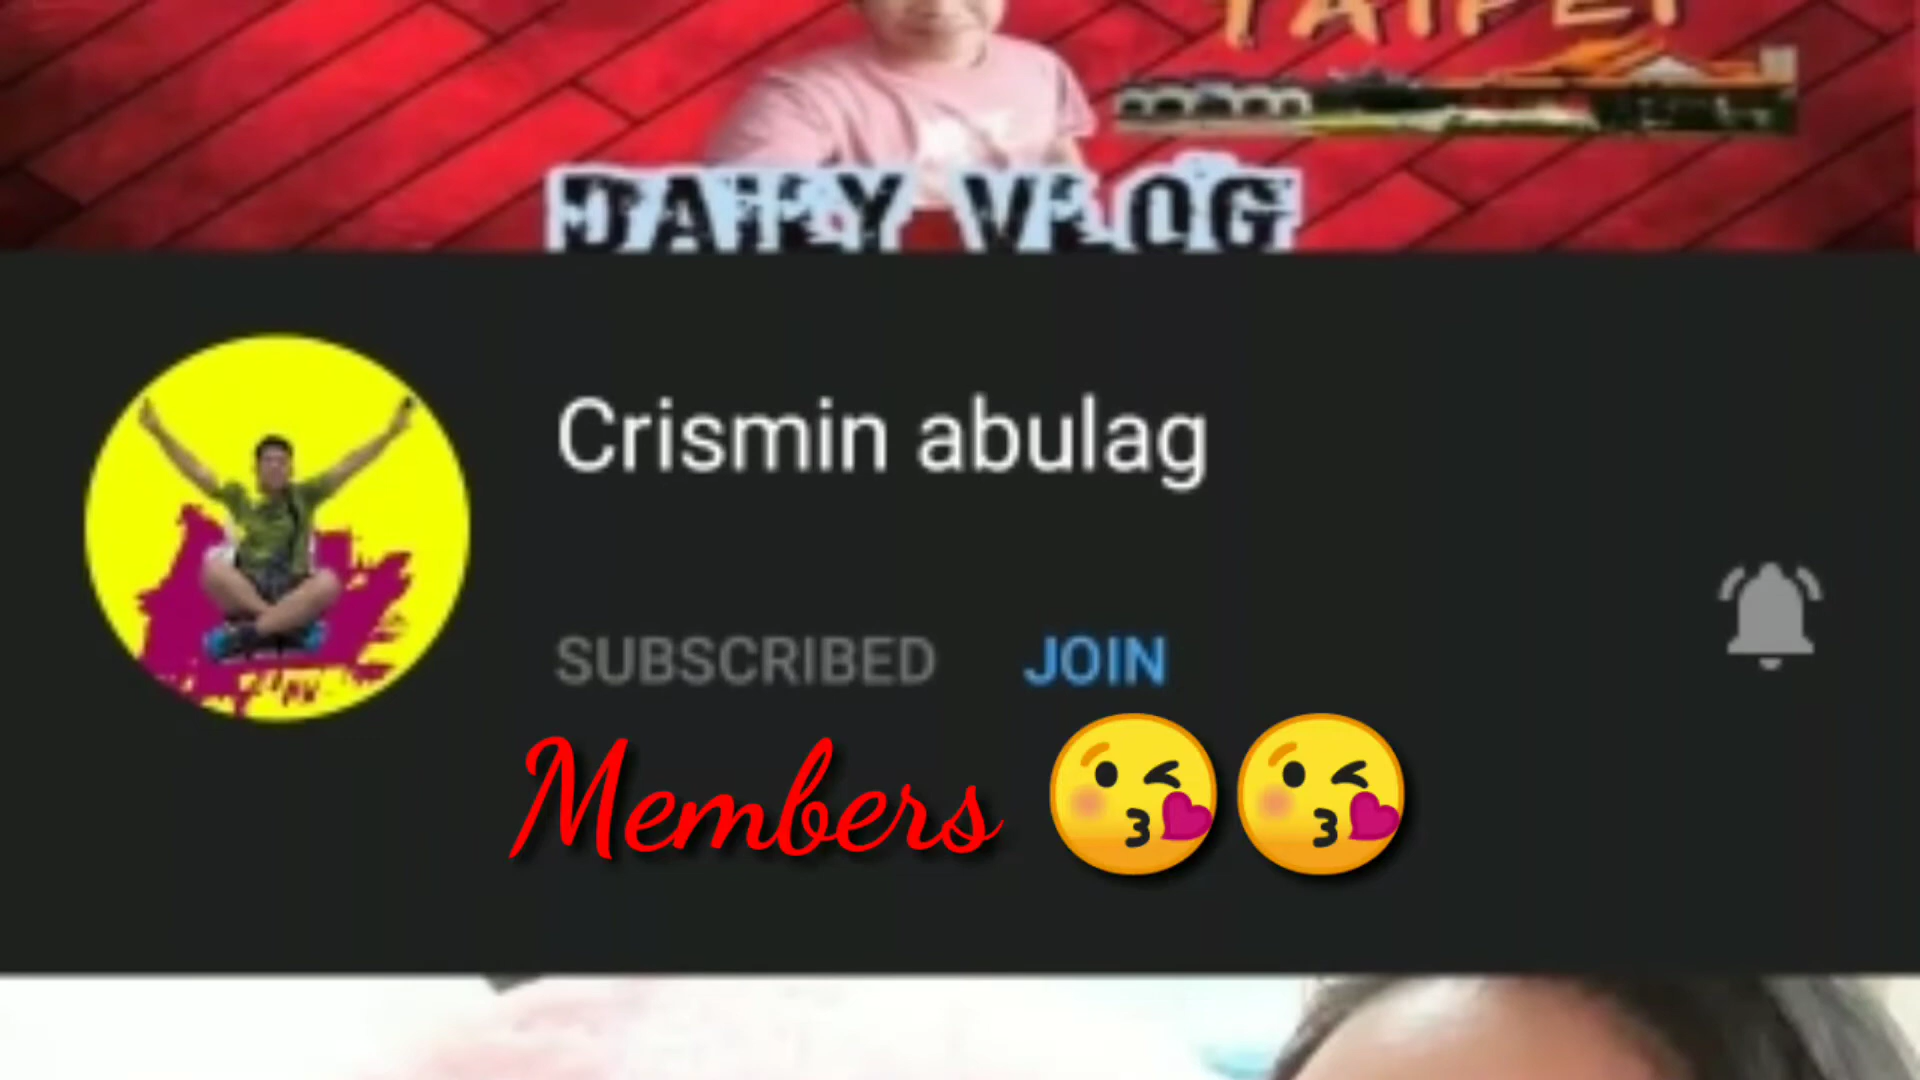 TAIPEI
DAILY VLOG
Crismin abulag
SUBSCRIBED JOIN
Members 😘😘